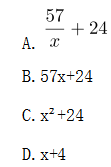 A. 57/x + 24
B. 57x+24
C. x²+24
D. x+4